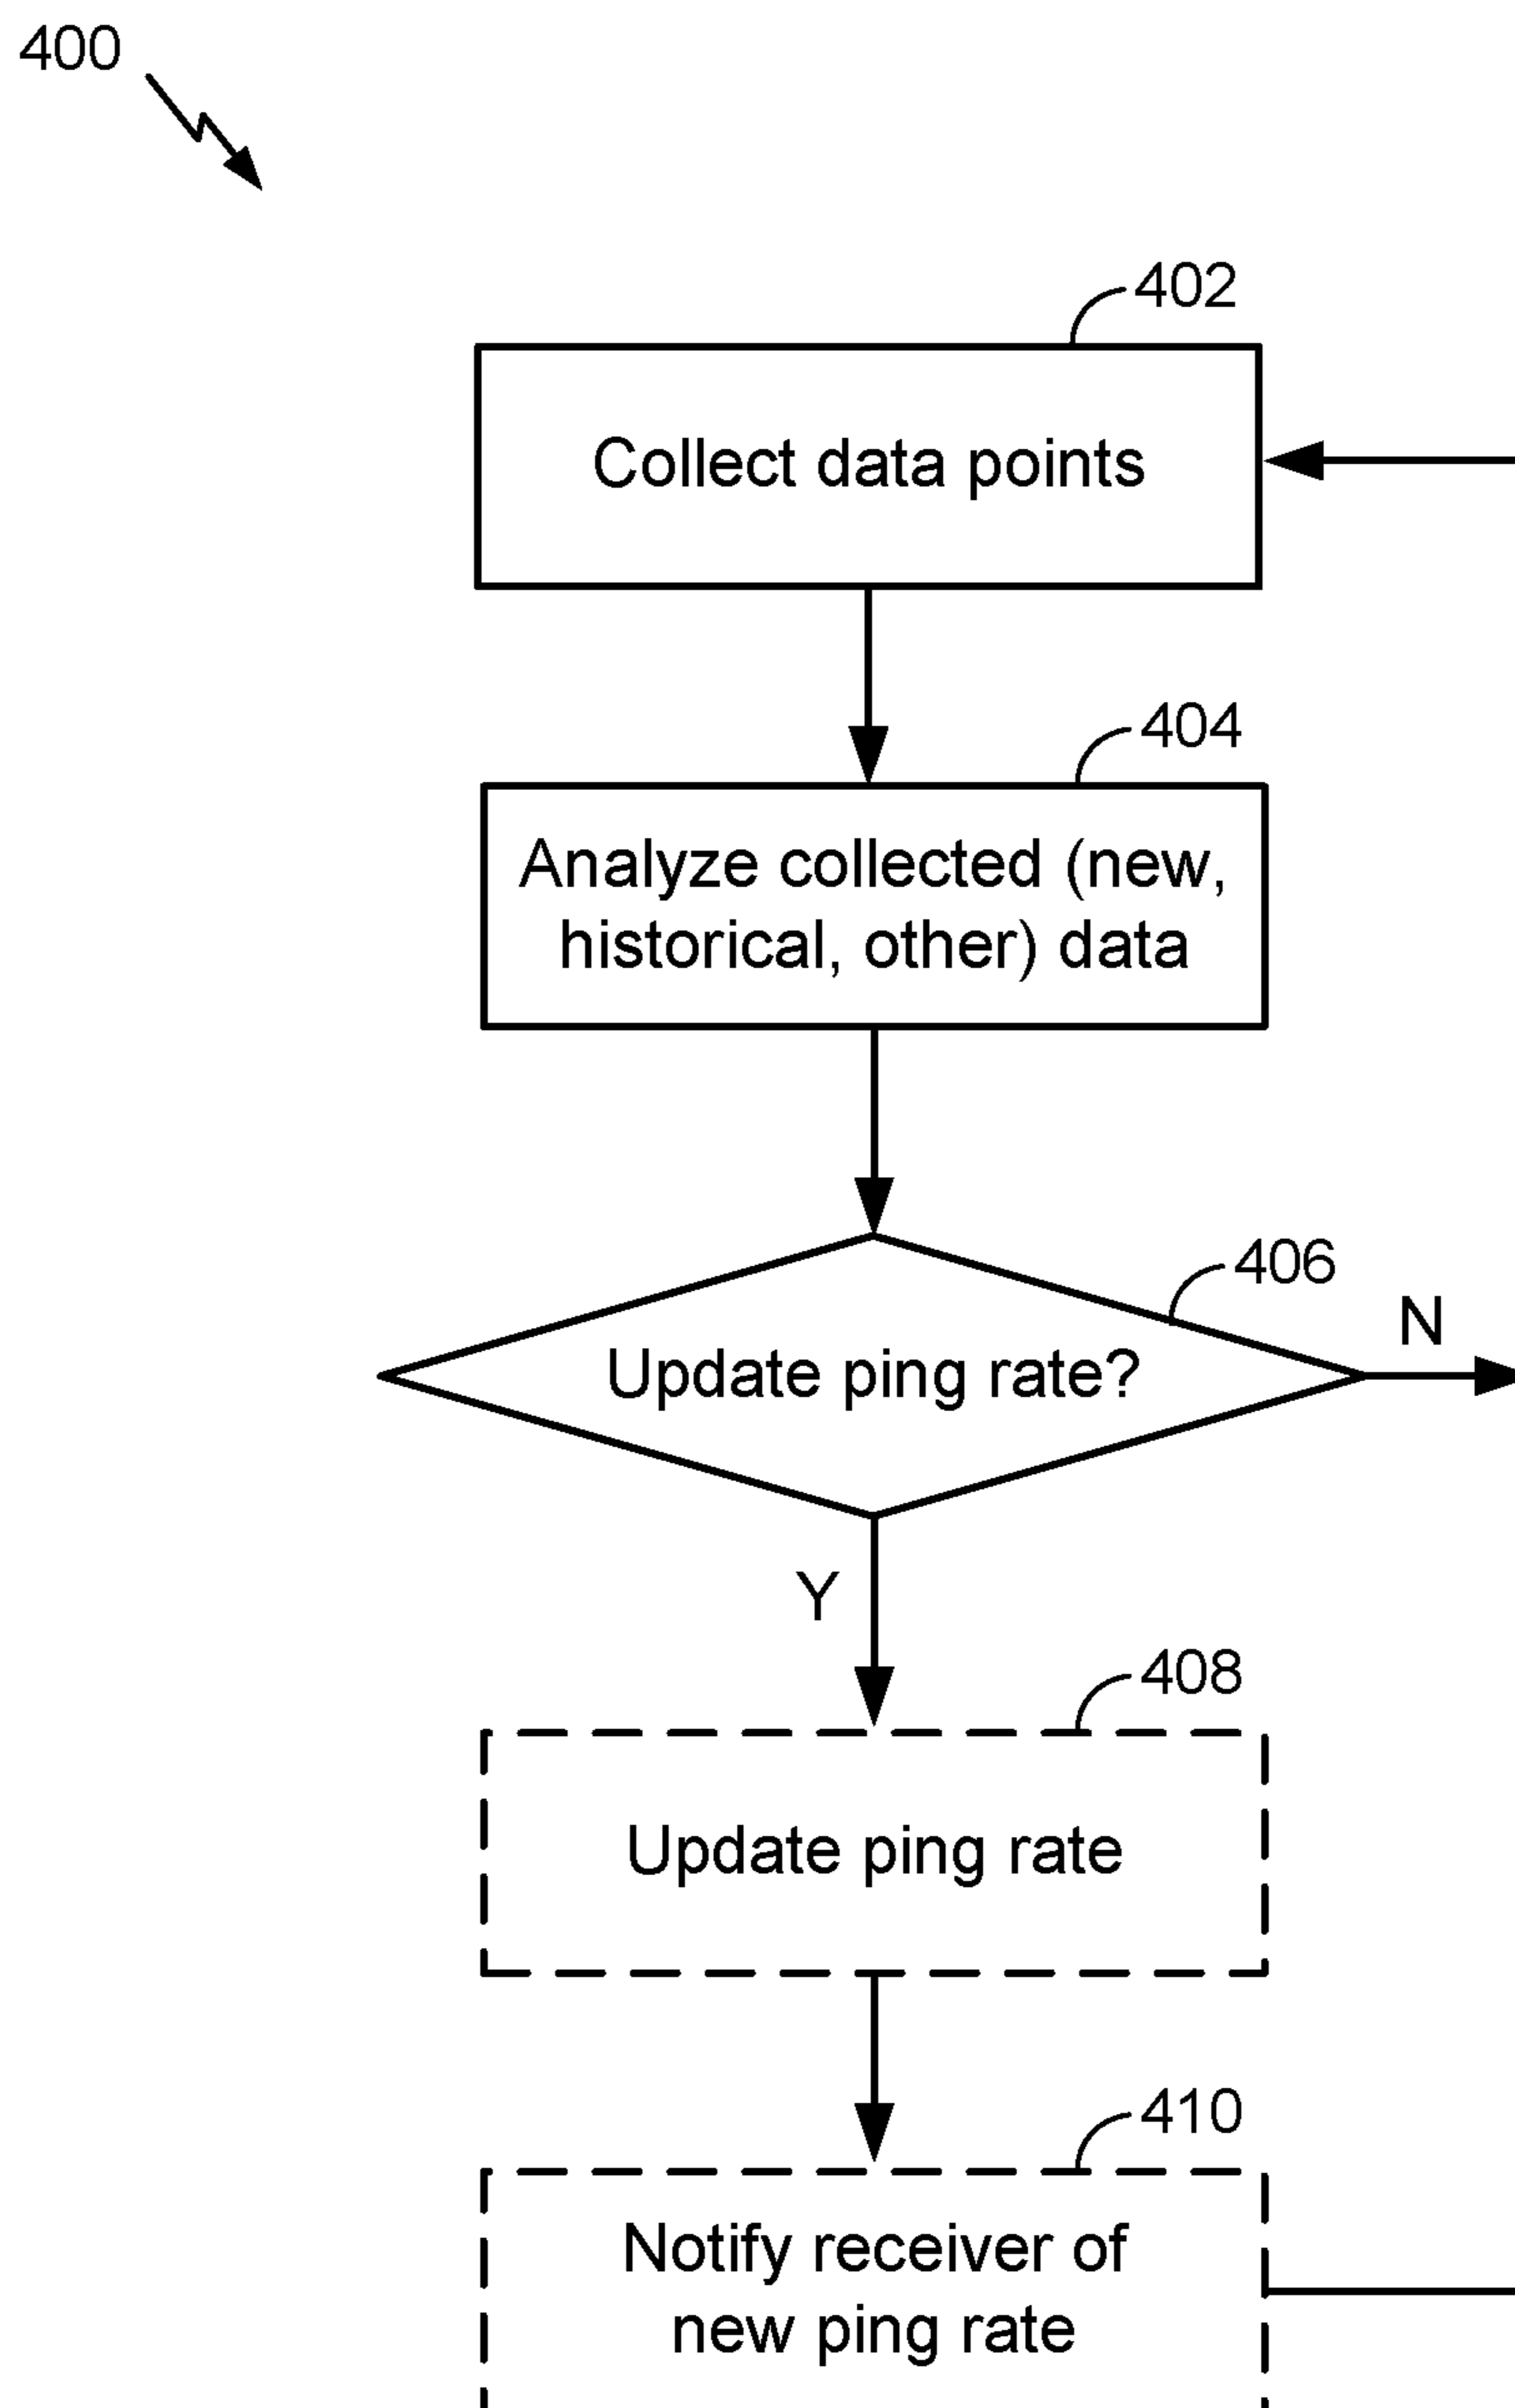 400
402
Collect data points
404
Analyze collected (new,
historical, other) data
406
N
Update ping rate?
Y
408
Update ping rate
410
Notify receiver of
new ping rate